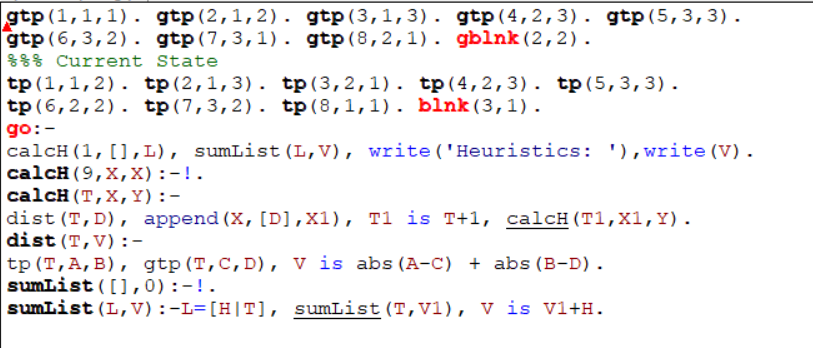 gtp(1,1,1). gtp(2,1,2). gtp(3,1,3). gtp(4,2,3). gtp(5,3,3).
gtp(6,3,2). gtp(7,3,1). gtp(8,2,1). gblnk(2,2).
%%% Current State
tp(1,1,2). tp(2,1,3). tp(3,2,1). tp(4,2,3). tp(5,3,3).
tp(6,2,2). tp(7,3,2). tp(8,1,1). blnk(3,1).
go:-
calcH(1,[],L), sumList(L,V), write('Heuristics: '),write(V).
calcH(9,X,X):-!.
calcH(T,X,Y):-
dist(T,D), append(X,[D],X1), T1 is T+1, calcH(T1,X1,Y).
dist(T,V):-
tp(T,A,B), gtp(T,C,D), V is abs(A-C) + abs(B-D).
sumList([],0):-!.
sumList(L,V):-L=[H|T], sumList(T,V1), V is V1+H.